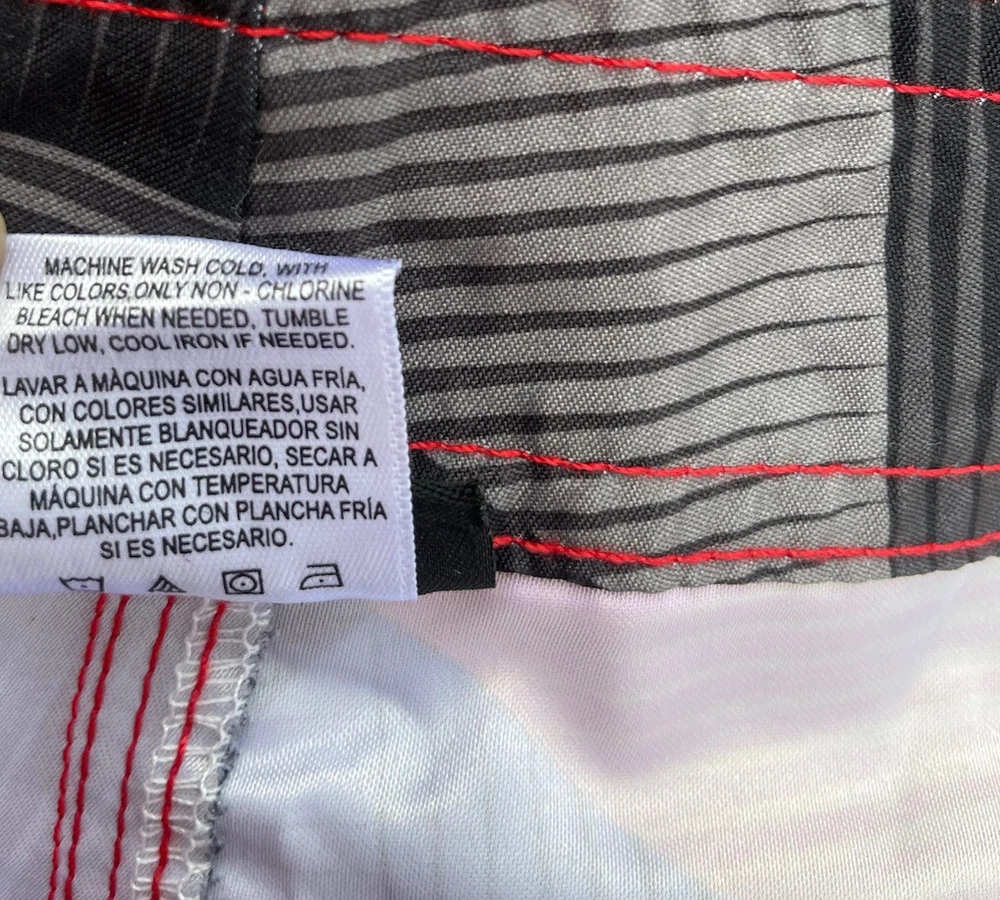 MACHINE WASH COLD, WITH
LIKE COLORS,ONLY NON - CHLORINE
BLEACH WHEN NEEDED, TUMBLE
DRY LOW, COOL IRON IF NEEDED.
LAVAR A MÀQUINA CON AGUA FRÍA,
CON COLORES SIMILARES,USAR
SOLAMENTE BLANQUEADOR SIN
CLORO SI ES NECESARIO, SECAR A
MÁQUINA CON TEMPERATURA
BAJA,PLANCHAR CON PLANCHA FRÍA
SI ES NECESARIO.